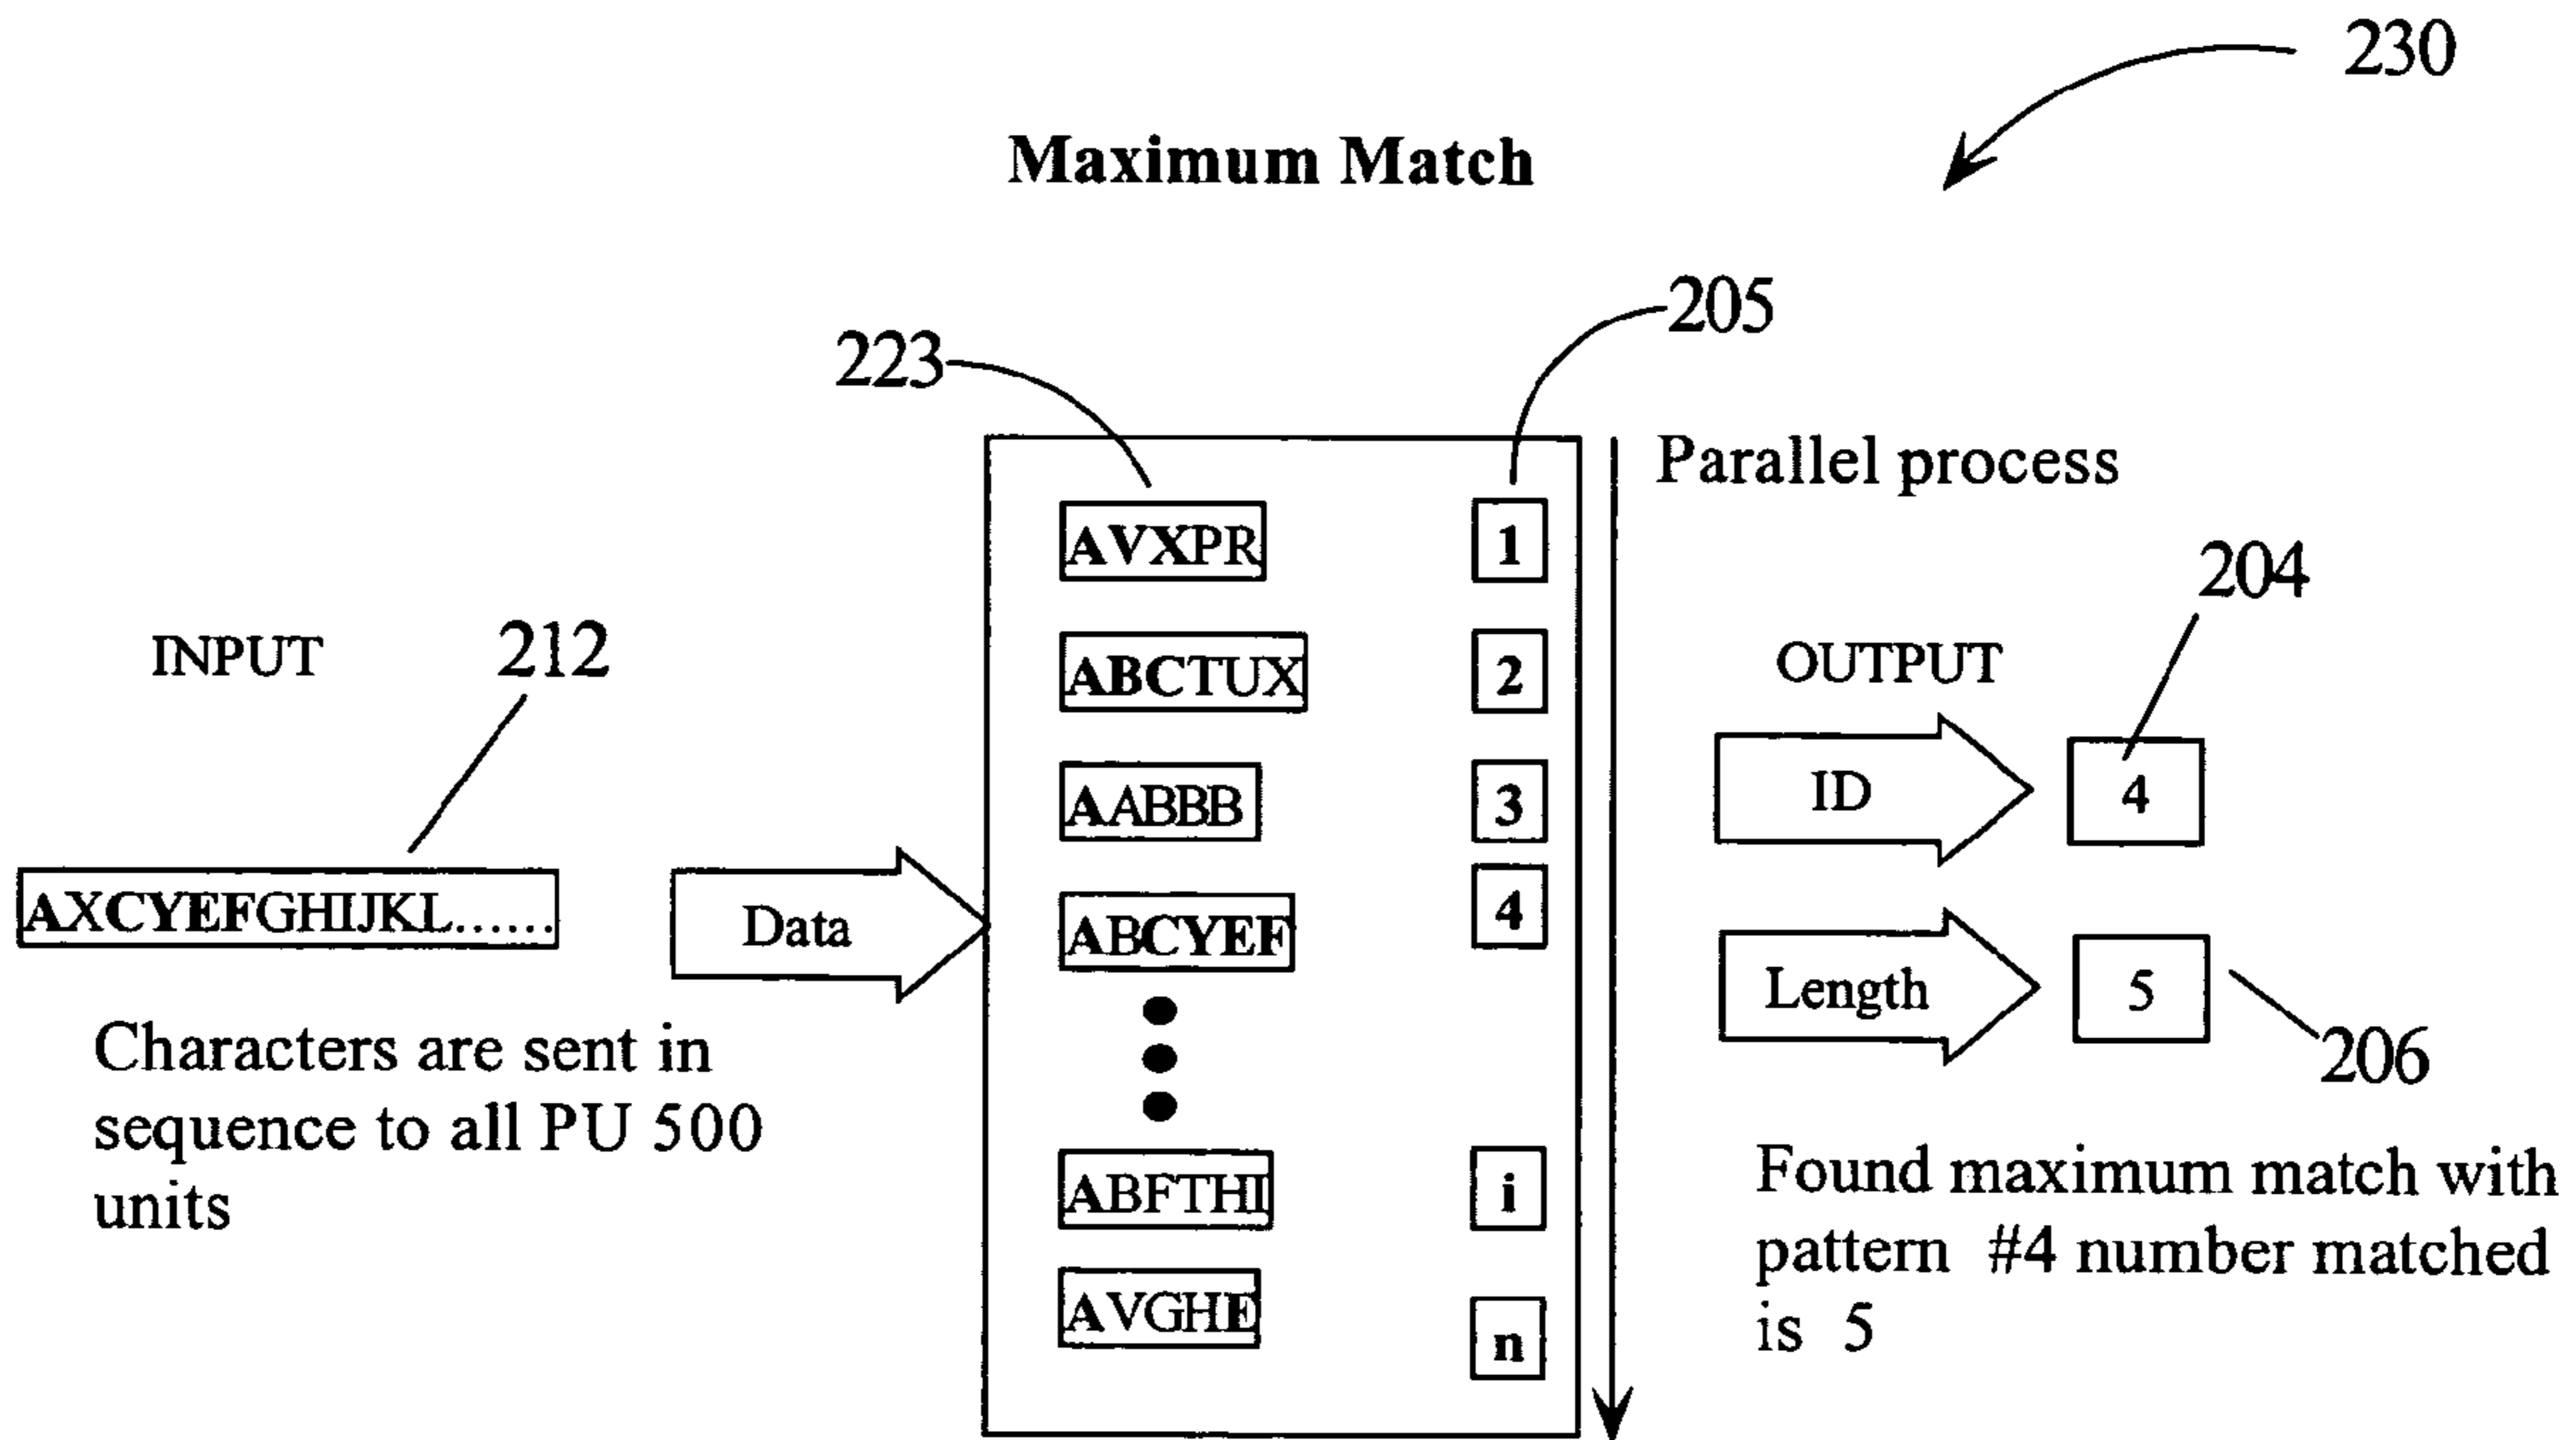 230
Maximum Match
205
223
Parallel process
AVXPR
1
204
INPUT
212
ABCTUX
2
OUTPUT
AABBB
3
ID
4
AXCYEFGHIJKL......
Data
ABCYEF
4
Length
5
206
Characters are sent in
sequence to all PU 500
units
ABFTHI
i
Found maximum match with
pattern #4 number matched
is 5
AVGHE
n